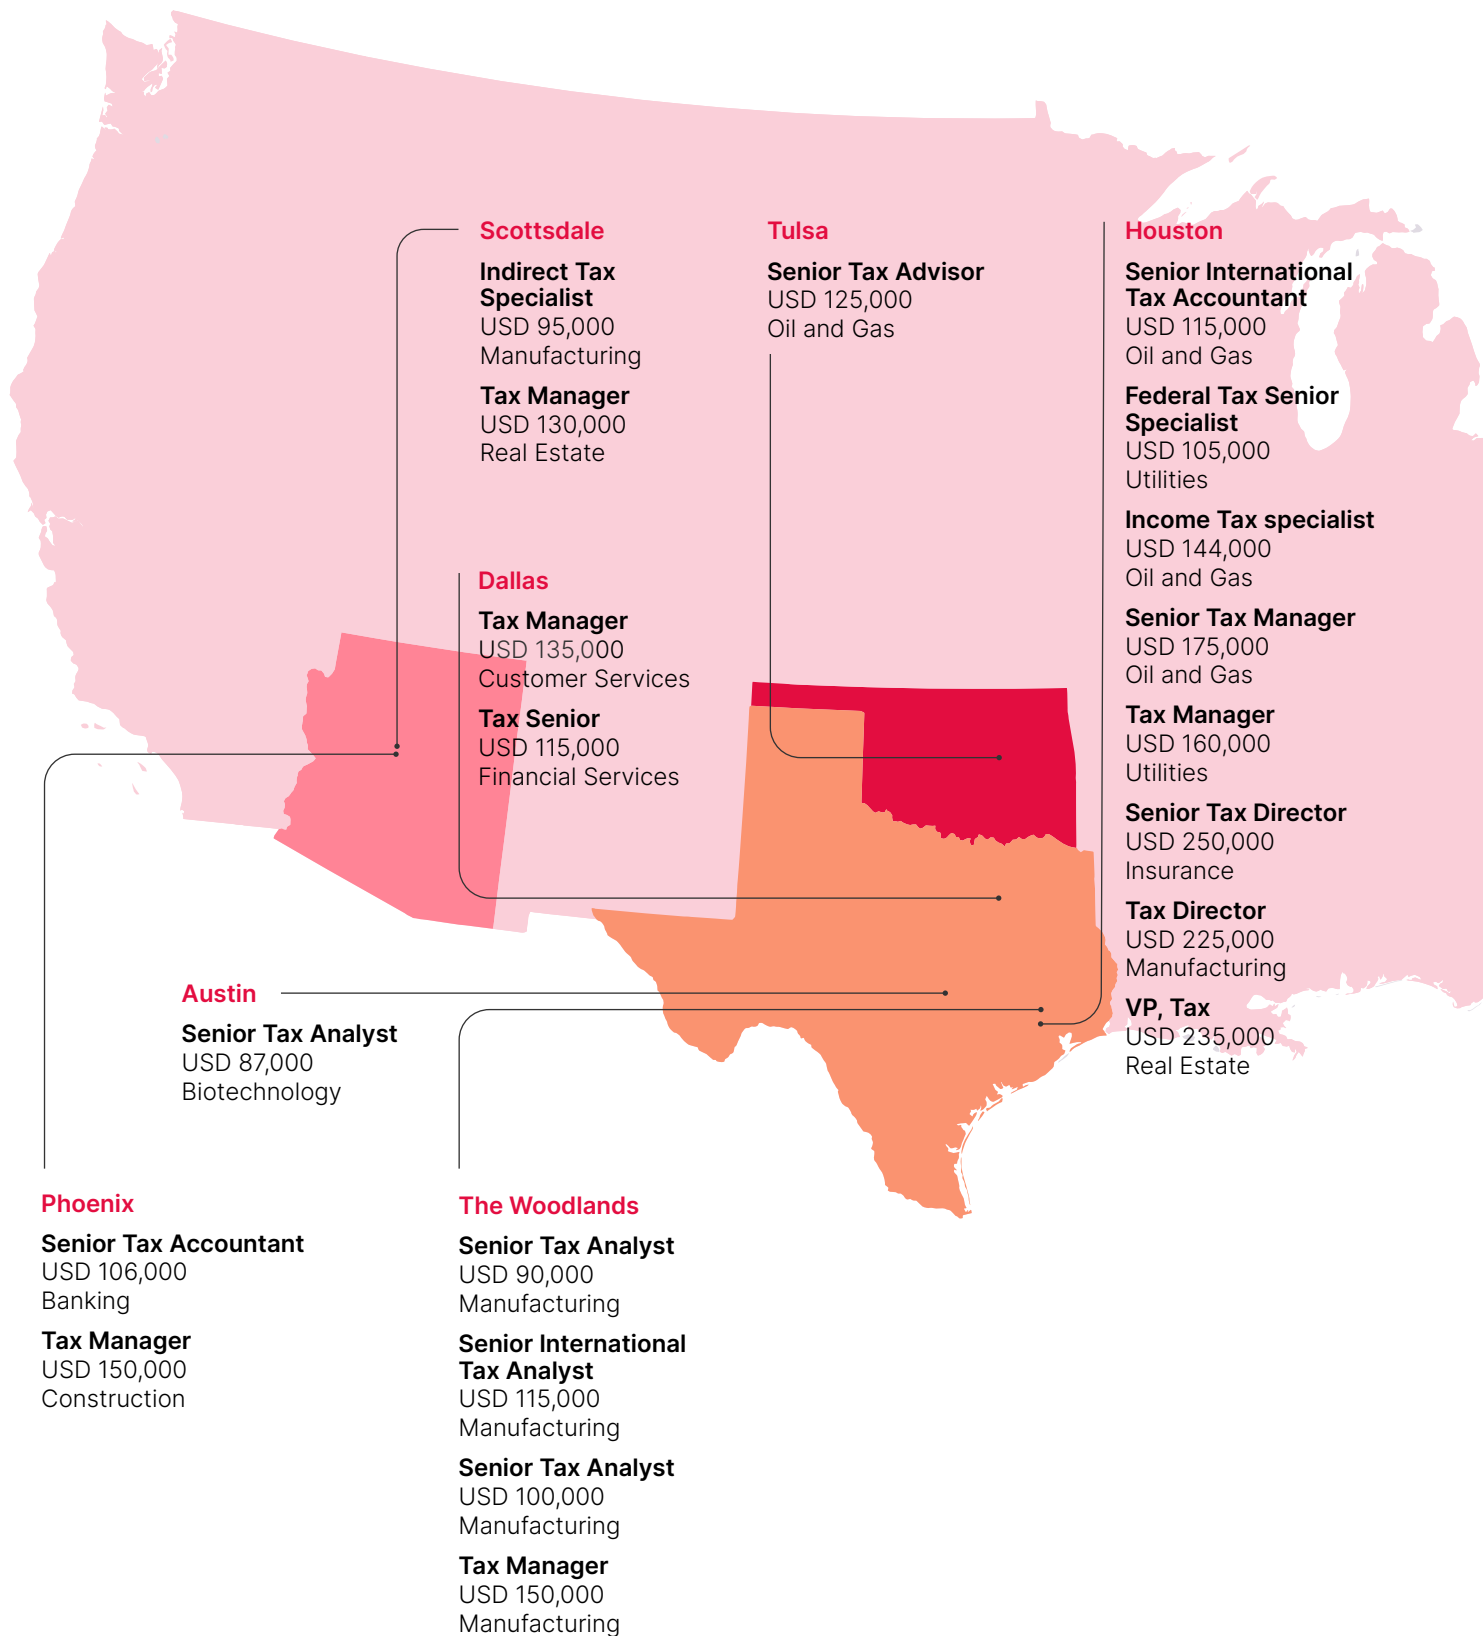 Scottsdale
Indirect Tax
Specialist
USD 95,000
Manufacturing
Tax Manager
USD 130,000
Real Estate
Tulsa
Senior Tax Advisor
USD 125,000
Oil and Gas
Houston
Senior International
Tax Accountant
USD 115,000
Oil and Gas
Federal Tax Senior
Specialist
USD 105,000
Utilities
Income Tax specialist
USD 144,000
Oil and Gas
Senior Tax Manager
USD 175,000
Oil and Gas
Tax Manager
USD 160,000
Utilities
Senior Tax Director
USD 250,000
Insurance
Tax Director
USD 225,000
Manufacturing
VP, Tax
USD 235,000
Real Estate
Dallas
Tax Manager
USD 135,000
Customer Services
Tax Senior
USD 115,000
Financial Services
Austin
Senior Tax Analyst
USD 87,000
Biotechnology
Phoenix
Senior Tax Accountant
USD 106,000
Banking
Tax Manager
USD 150,000
Construction
The Woodlands
Senior Tax Analyst
USD 90,000
Manufacturing
Senior International
Tax Analyst
USD 115,000
Manufacturing
Senior Tax Analyst
USD 100,000
Manufacturing
Tax Manager
USD 150,000
Manufacturing